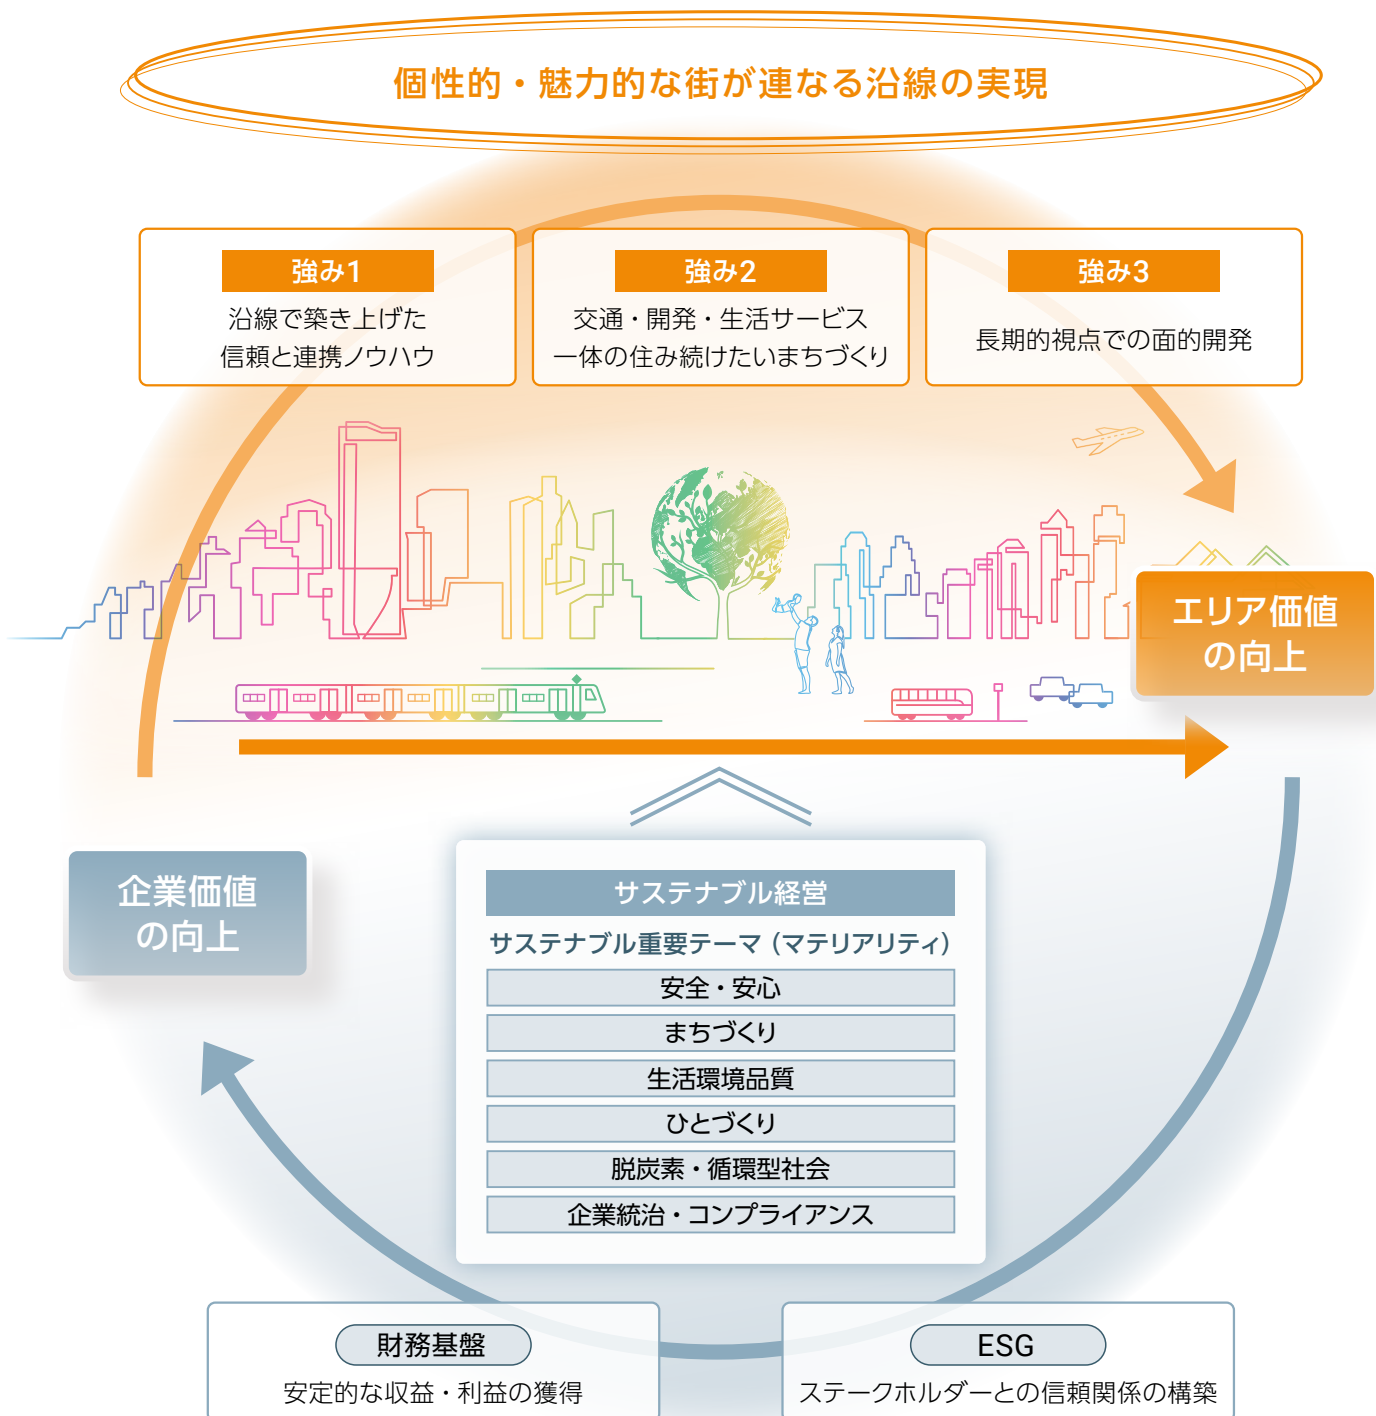 個性的・魅力的な街が連なる沿線の実現
強み1
沿線で築き上げた
信頼と連携ノウハウ
強み2
交通・開発・生活サービス
一体の住み続けたいまちづくり
強み3
長期的視点での面的開発
エリア価値
の向上
企業価値
の向上
サステナブル経営
サステナブル重要テーマ（マテリアリティ）
安全・安心
まちづくり
生活環境品質
ひとづくり
脱炭素・循環型社会
企業統治・コンプライアンス
財務基盤
安定的な収益・利益の獲得
ESG
ステークホルダーとの信頼関係の構築